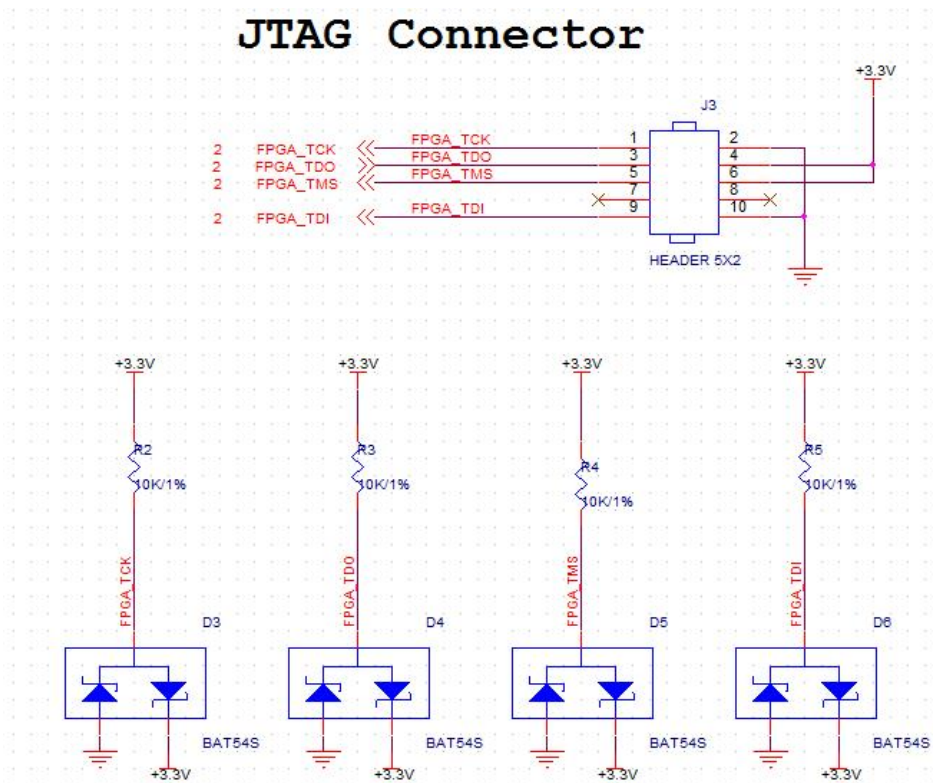 JTAG Connector
+3.3V
J3
2 FPGA_TCK FPGA_TCK 1 2
2 FPGA_TDO FPGA_TDO 3 4
2 FPGA_TMS FPGA_TMS 5 6
7 8
2 FPGA_TDI FPGA_TDI 9 10
HEADER 5X2
+3.3V +3.3V +3.3V +3.3V
R2 R3 R4 R5
10K/1% 10K/1% 10K/1% 10K/1%
FPGA_TCK FPGA_TDO FPGA_TMS FPGA_TDI
D3 D4 D5 D6
BAT54S BAT54S BAT54S BAT54S
+3.3V +3.3V +3.3V +3.3V